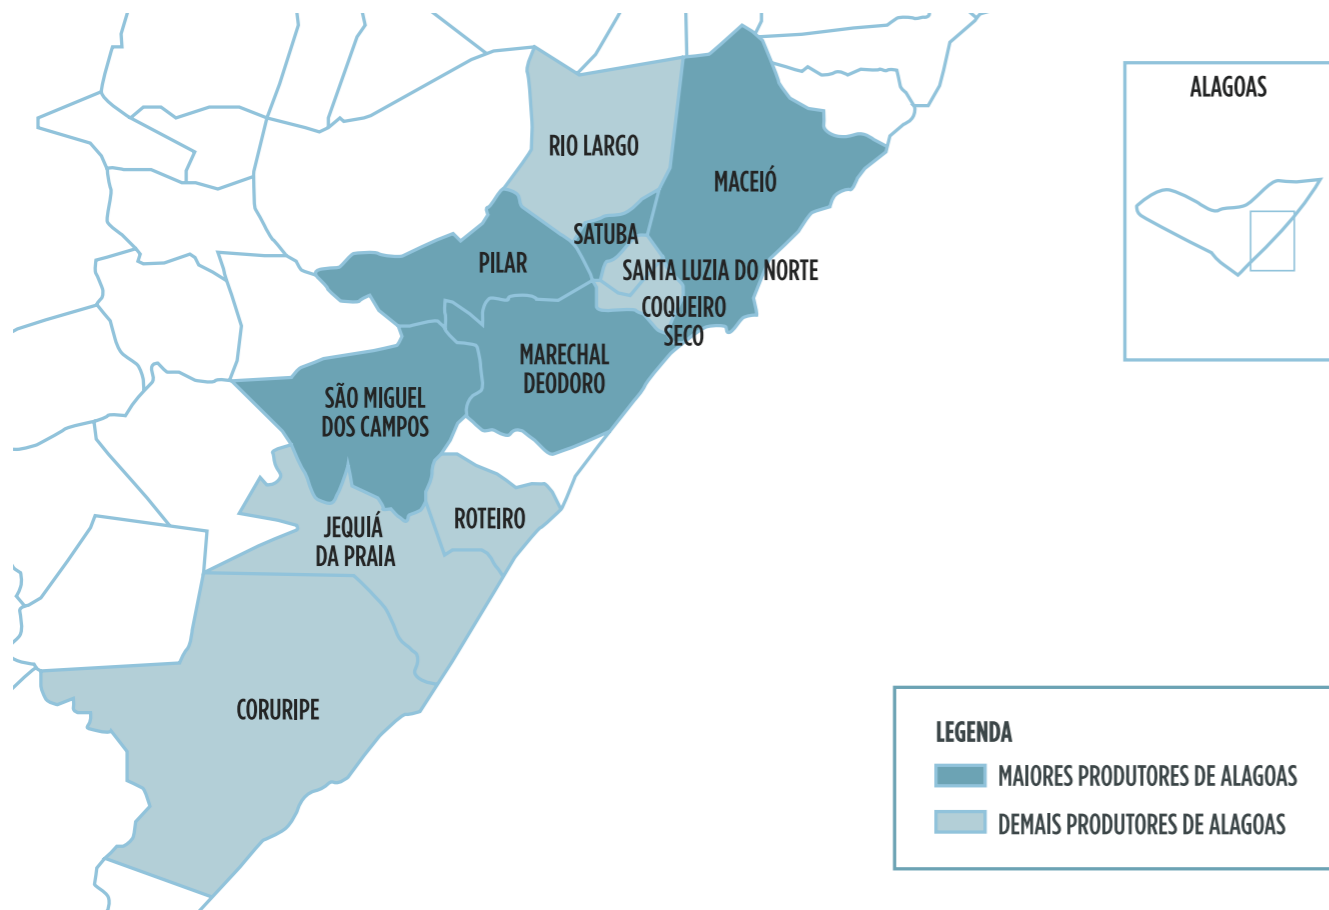 ALAGOAS
RIO LARGO
MACEIÓ
SATUBA
PILAR
SANTA LUZIA DO NORTE
COQUEIRO
SECO
MARECHAL
DEODORO
SÃO MIGUEL
DOS CAMPOS
ROTEIRO
JEQUIÁ
DA PRAIA
CORURIPE
LEGENDA
MAIORES PRODUTORES DE ALAGOAS
DEMAIS PRODUTORES DE ALAGOAS